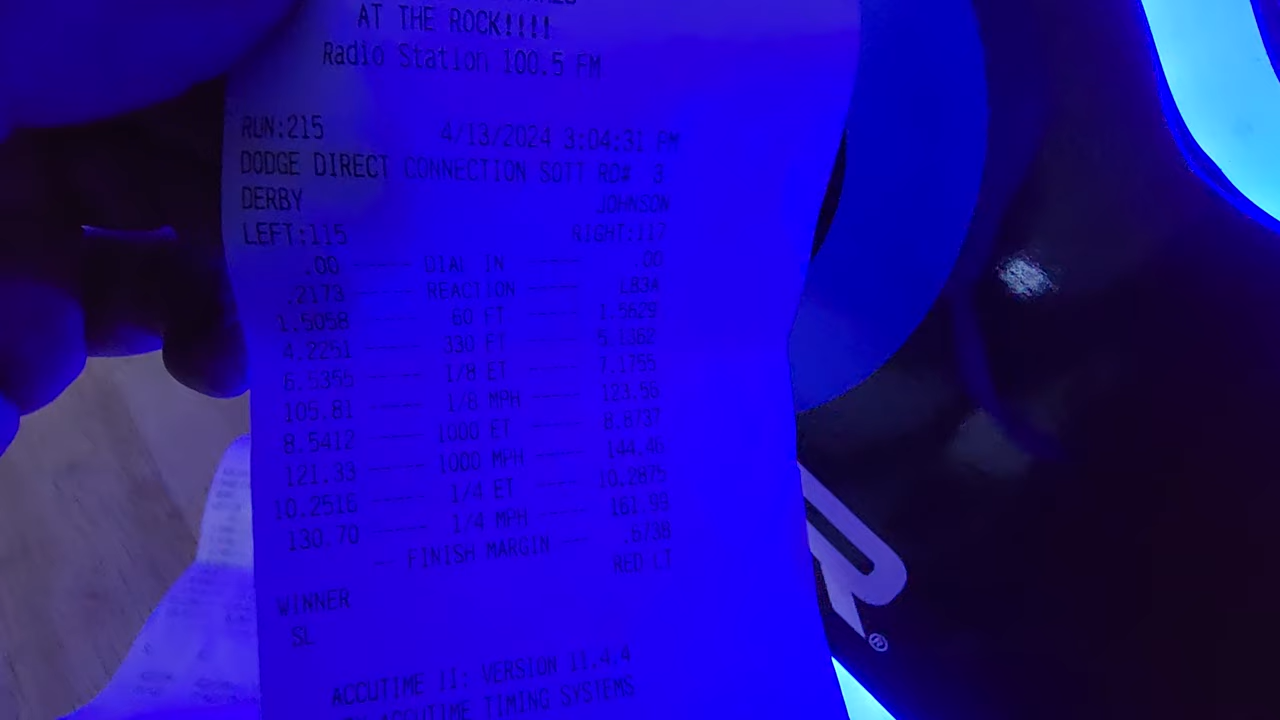 AT THE ROCK!!!!
Radio Station 100.5 FM
RUN:215 4/13/2024 3:04:31 PM
DODGE DIRECT CONNECTION SOTT RD# 3
DERBY JOHNSON
LEFT:115 RIGHT:117
.00 ----- DIAL IN ----- .00
.2173 ----- REACTION -----
1.5058 ----- 60 FT ----- 1.5629
4.2251 ----- 330 FT ----- 5.1362
6.5355 ----- 1/8 ET ----- 7.1755
105.81 ----- 1/8 MPH ----- 123.55
8.5412 ----- 1000 ET ----- 8.8737
121.33 ----- 1000 MPH ----- 144.46
10.2516 ----- 1/4 ET ----- 10.2875
130.70 ----- 1/4 MPH ----- 161.99
-- FINISH MARGIN --
RED LT
WINNER
SL
ACCUTIME II: VERSION 11.4.4
ACCUTIME TIMING SYSTEMS
R®